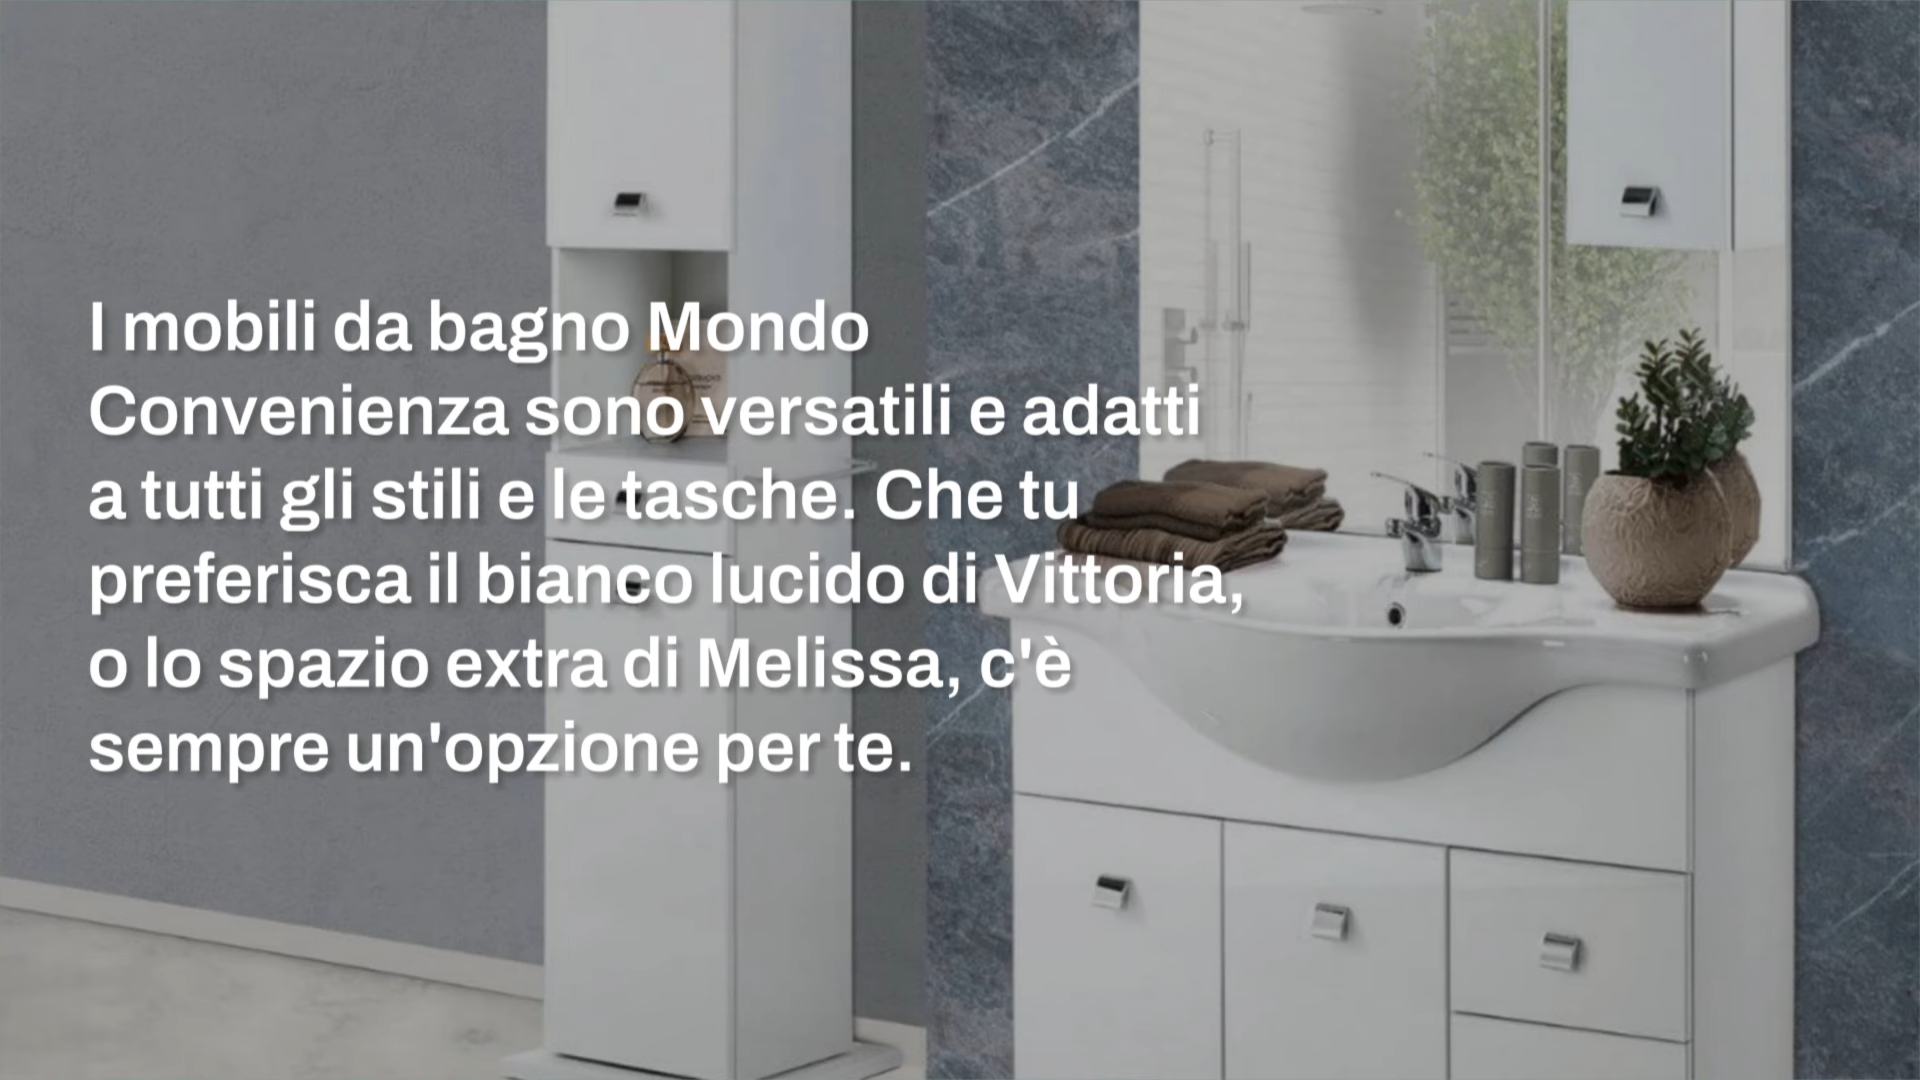 I mobili da bagno Mondo
Convenienza sono versatili e adatti
a tutti gli stili e le tasche. Che tu
preferisca il bianco lucido di Vittoria,
o lo spazio extra di Melissa, c'è
sempre un'opzione per te.